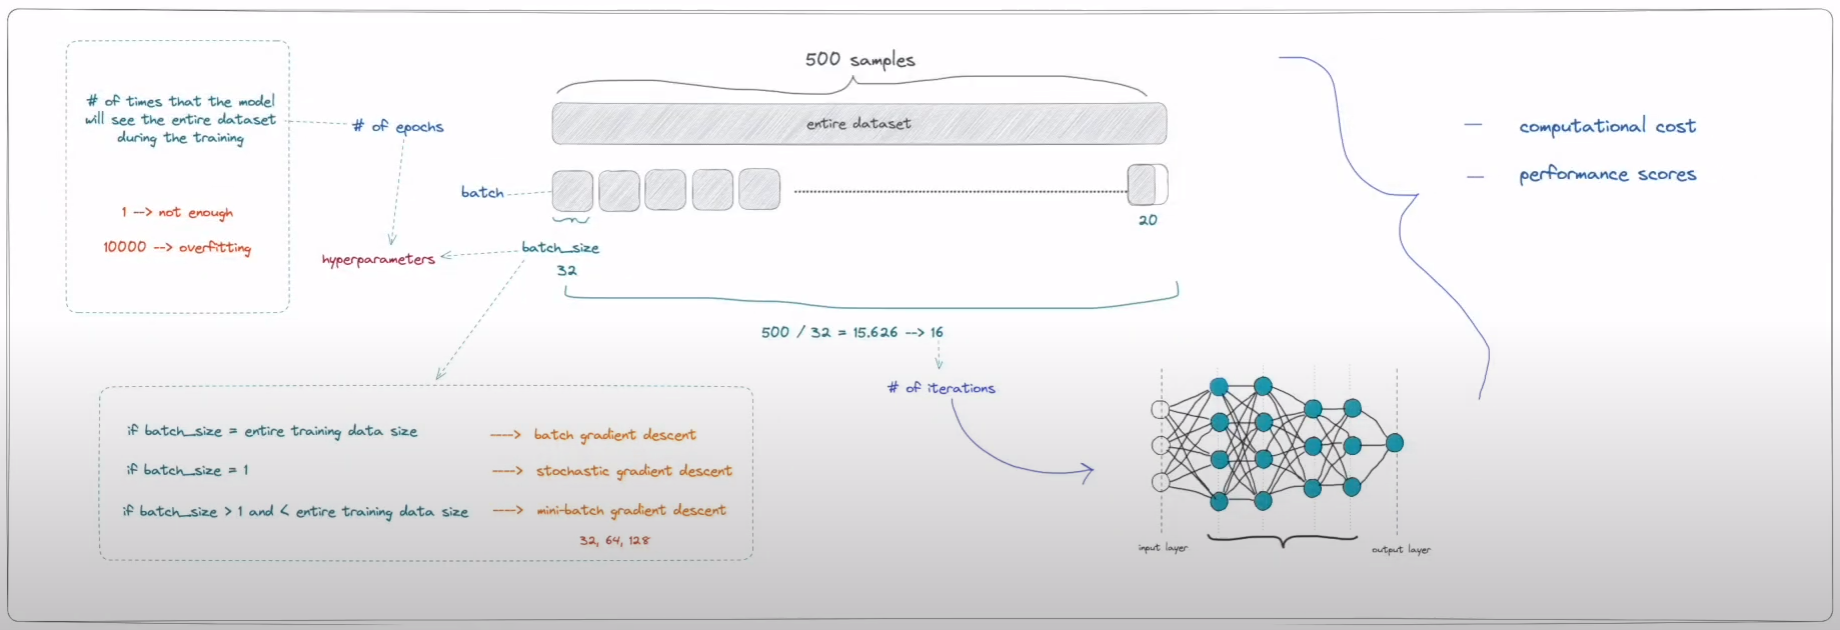 500 samples
entire dataset
# of times that the model
will see the entire dataset
during the training
# of epochs
1 --> not enough
10000 --> overfitting
batch
20
batch_size
32
hyperparameters
500 / 32 = 15.626 --> 16
# of iterations
if batch_size = entire training data size ----> batch gradient descent
if batch_size = 1 ----> stochastic gradient descent
if batch_size > 1 and < entire training data size ----> mini-batch gradient descent
32, 64, 128
input layer
output layer
— computational cost
— performance scores